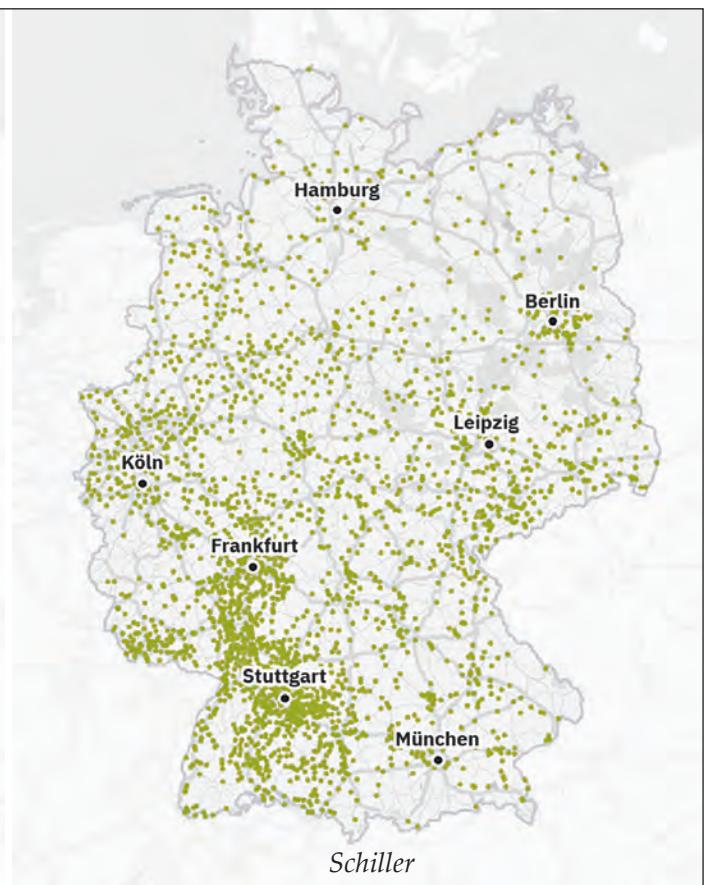 Hamburg
Berlin
Leipzig
Köln
Frankfurt
Stuttgart
München
Schiller